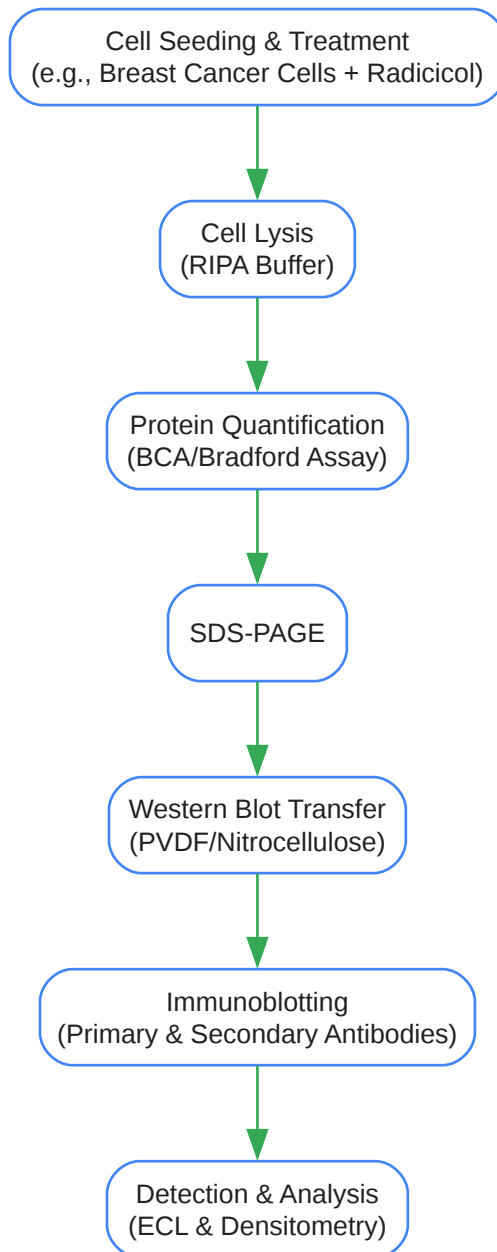 Cell Seeding & Treatment
(e.g., Breast Cancer Cells + Radicicol)
Cell Lysis
(RIPA Buffer)
Protein Quantification
(BCA/Bradford Assay)
SDS-PAGE
Western Blot Transfer
(PVDF/Nitrocellulose)
Immunoblotting
(Primary & Secondary Antibodies)
Detection & Analysis
(ECL & Densitometry)